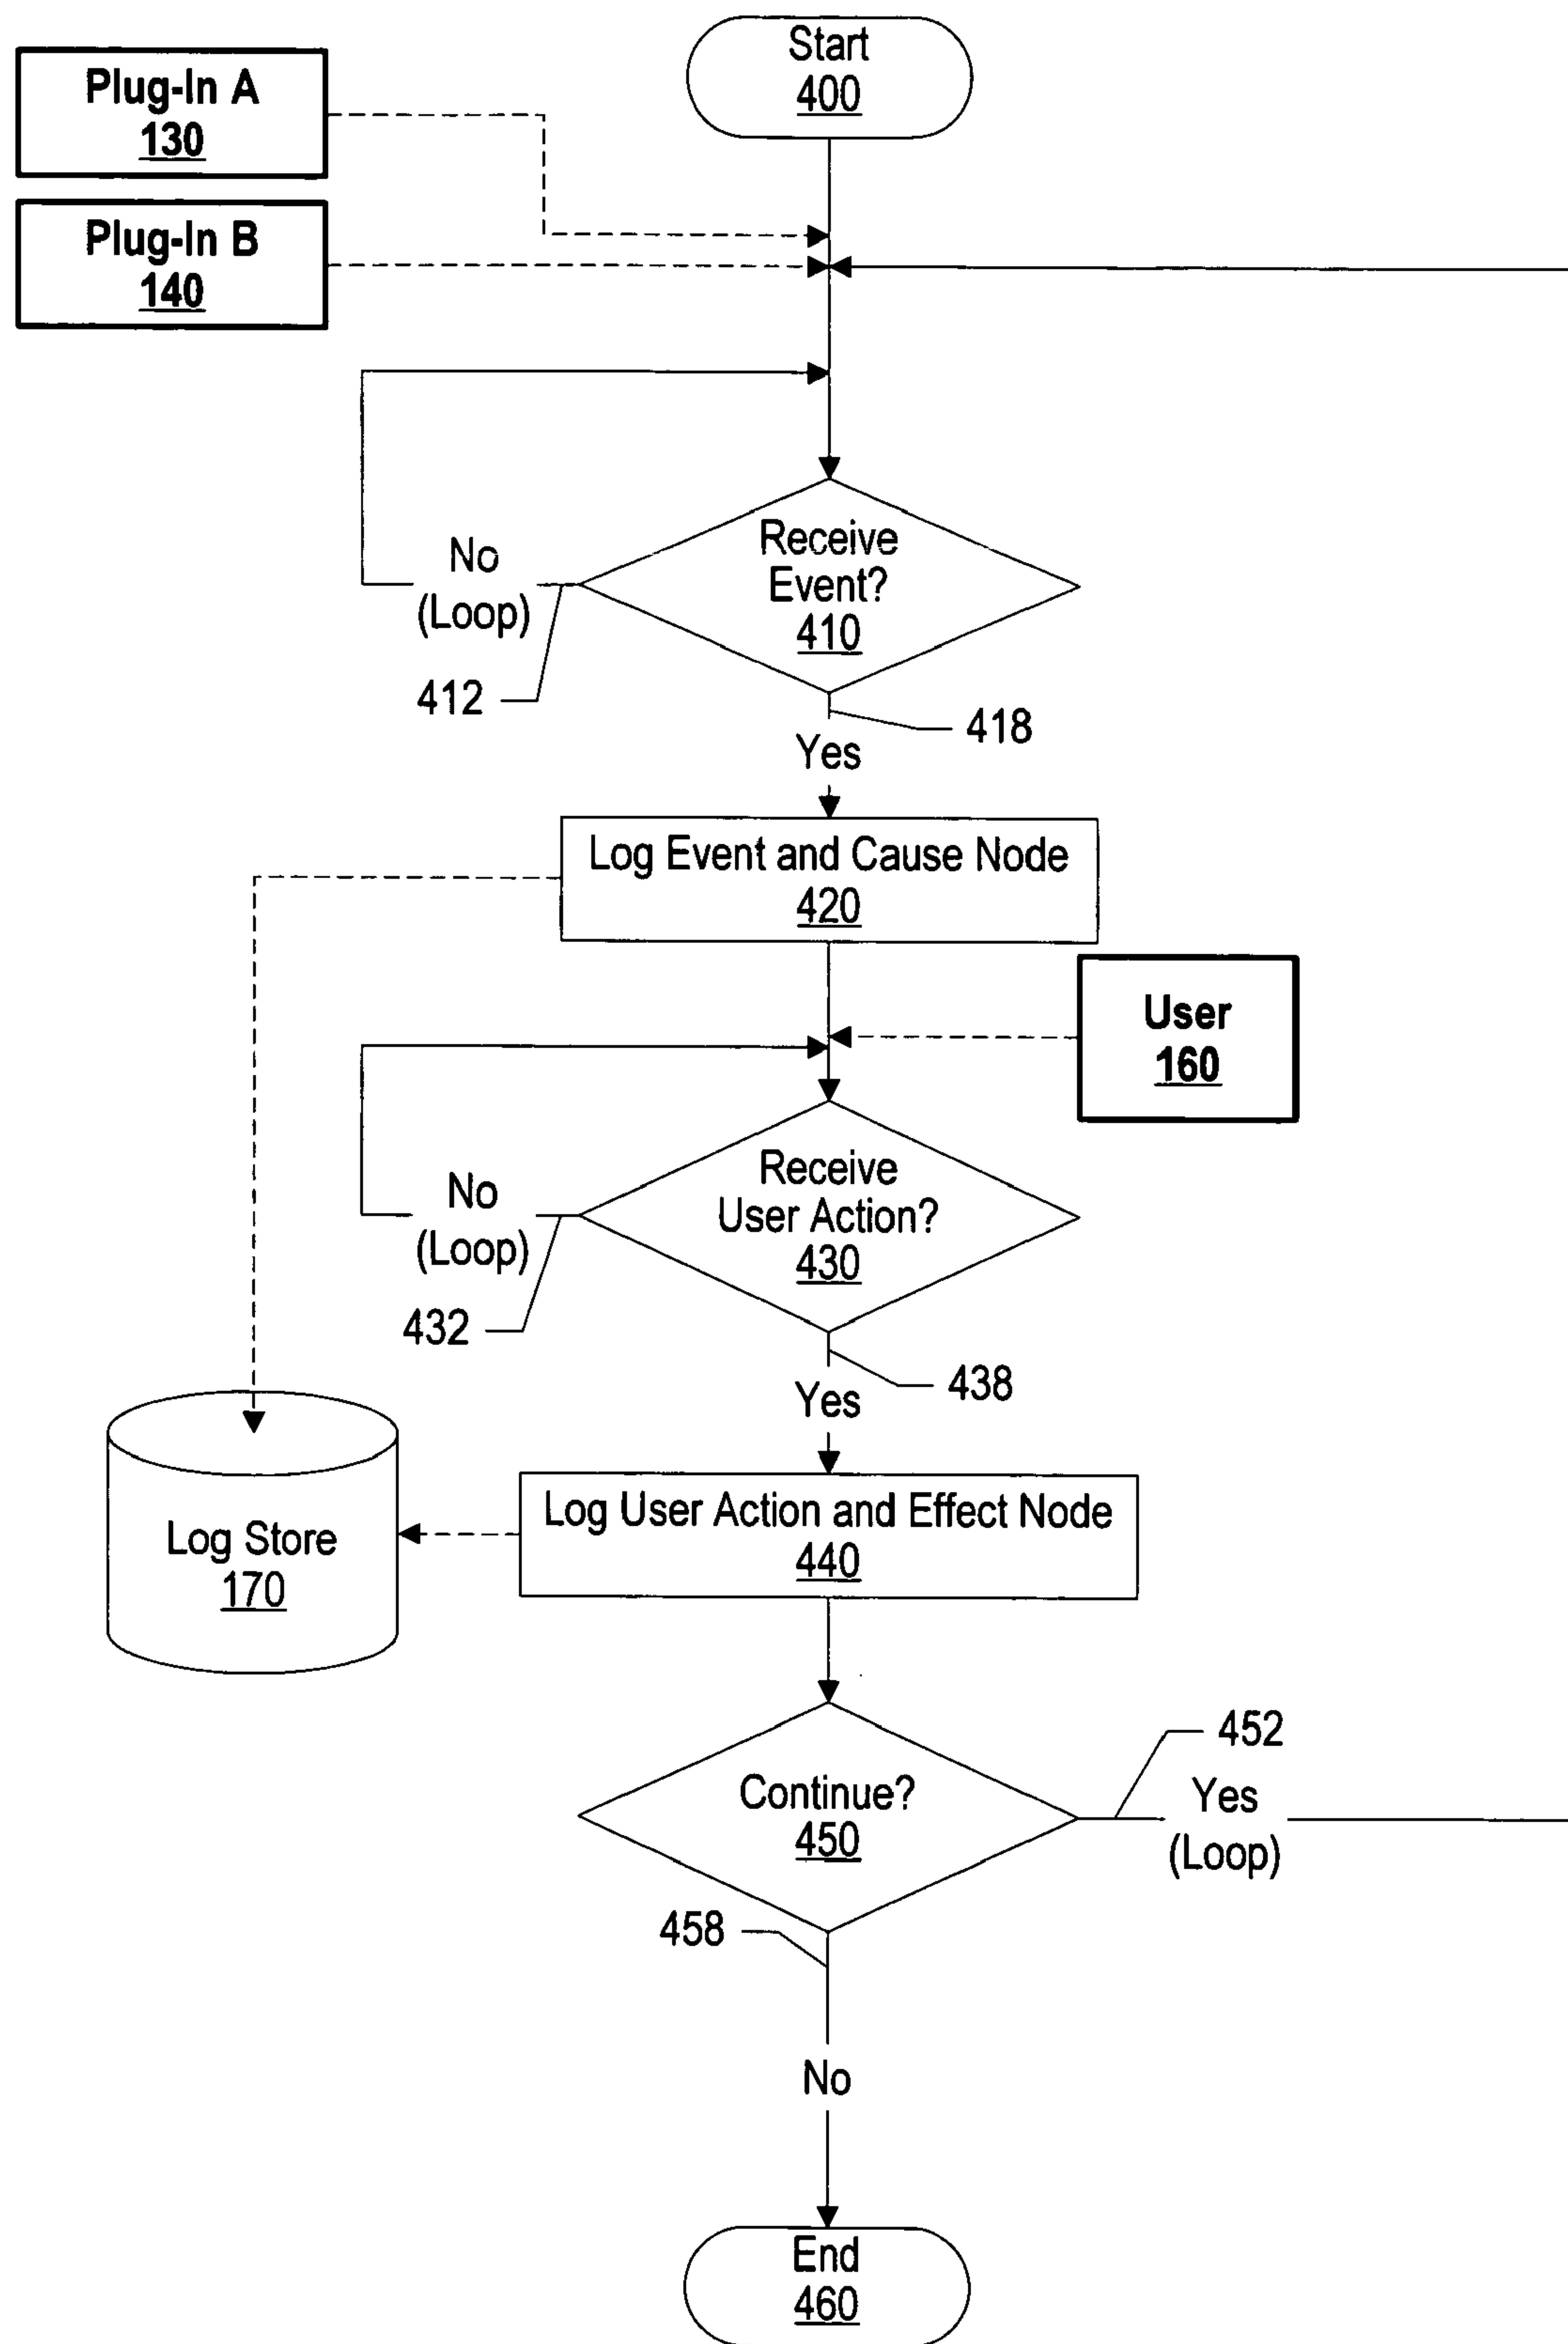 Start
400
Plug-In A
130
Plug-In B
140
Receive
Event?
410
No
(Loop)
412
418
Yes
Log Event and Cause Node
420
User
160
Receive
User Action?
430
No
(Loop)
432
438
Yes
Log User Action and Effect Node
440
Log Store
170
Continue?
450
452
Yes
(Loop)
458
No
End
460